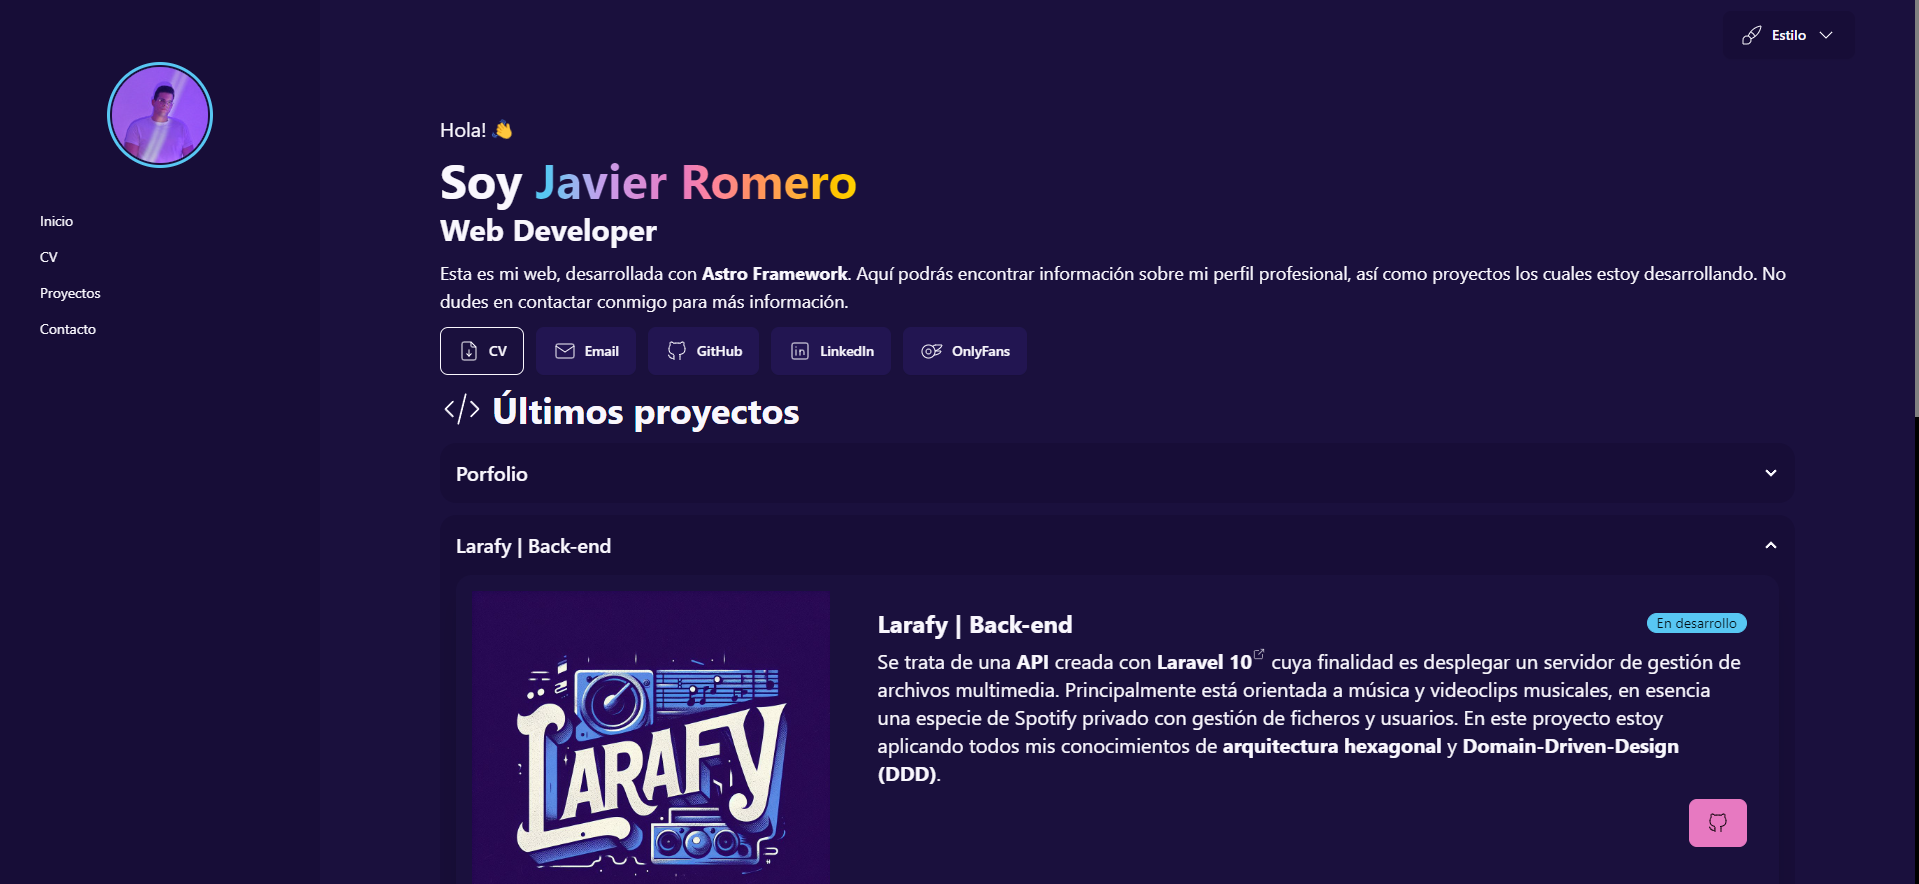 Estilo
Inicio
CV
Proyectos
Contacto
Hola! 👋
Soy Javier Romero
Web Developer
Esta es mi web, desarrollada con Astro Framework. Aquí podrás encontrar información sobre mi perfil profesional, así como proyectos los cuales estoy desarrollando. No
dudes en contactar conmigo para más información.
CV Email GitHub LinkedIn OnlyFans
</> Últimos proyectos
Porfolio
Larafy | Back-end
LARAFY
Larafy | Back-end
En desarrollo
Se trata de una API creada con Laravel 10 cuya finalidad es desplegar un servidor de gestión de
archivos multimedia. Principalmente está orientada a música y videoclips musicales, en esencia
una especie de Spotify privado con gestión de ficheros y usuarios. En este proyecto estoy
aplicando todos mis conocimientos de arquitectura hexagonal y Domain-Driven-Design
(DDD).